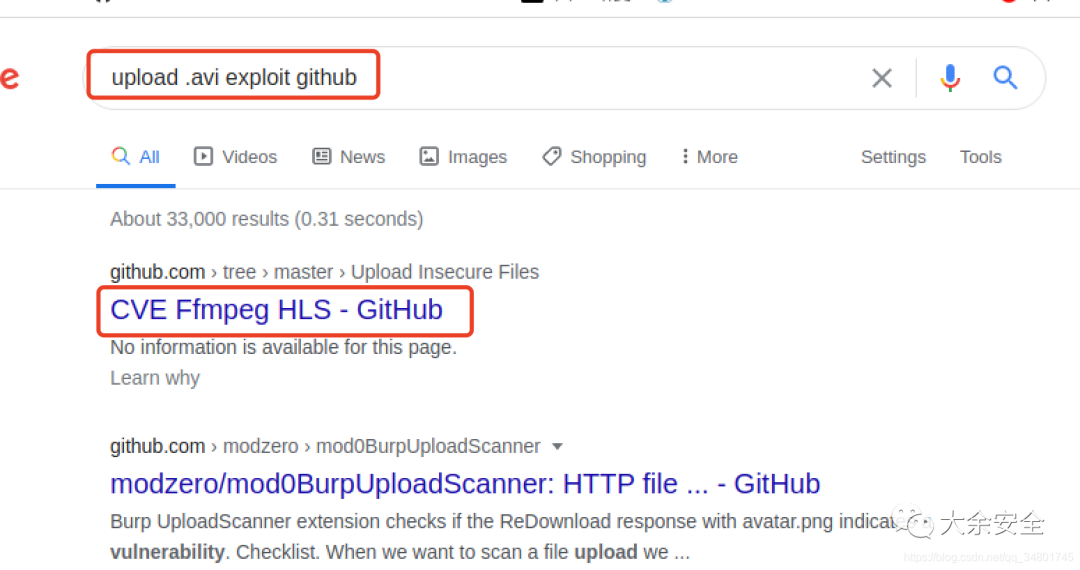 e
upload .avi exploit github
All Videos News Images Shopping More Settings Tools
About 33,000 results (0.31 seconds)
github.com › tree › master › Upload Insecure Files
CVE Ffmpeg HLS - GitHub
No information is available for this page.
Learn why
github.com › modzero › mod0BurpUploadScanner
modzero/mod0BurpUploadScanner: HTTP file ... - GitHub
Burp UploadScanner extension checks if the ReDownload response with avatar.png indicat
大余安全
vulnerability. Checklist. When we want to scan a file upload we ...
https://blog.csdn.net/qq_34801745